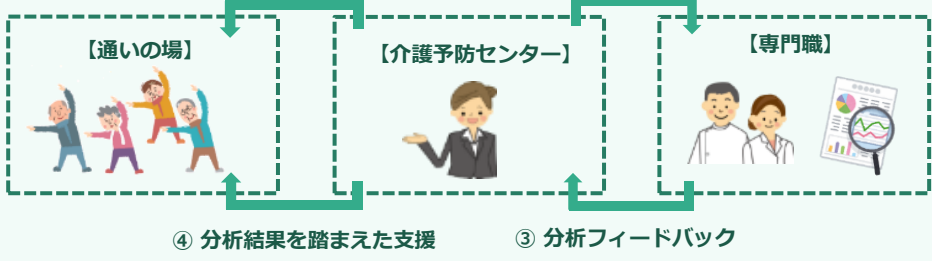 【通いの場】
【介護予防センター】
【専門職】
④ 分析結果を踏まえた支援
③ 分析フィードバック